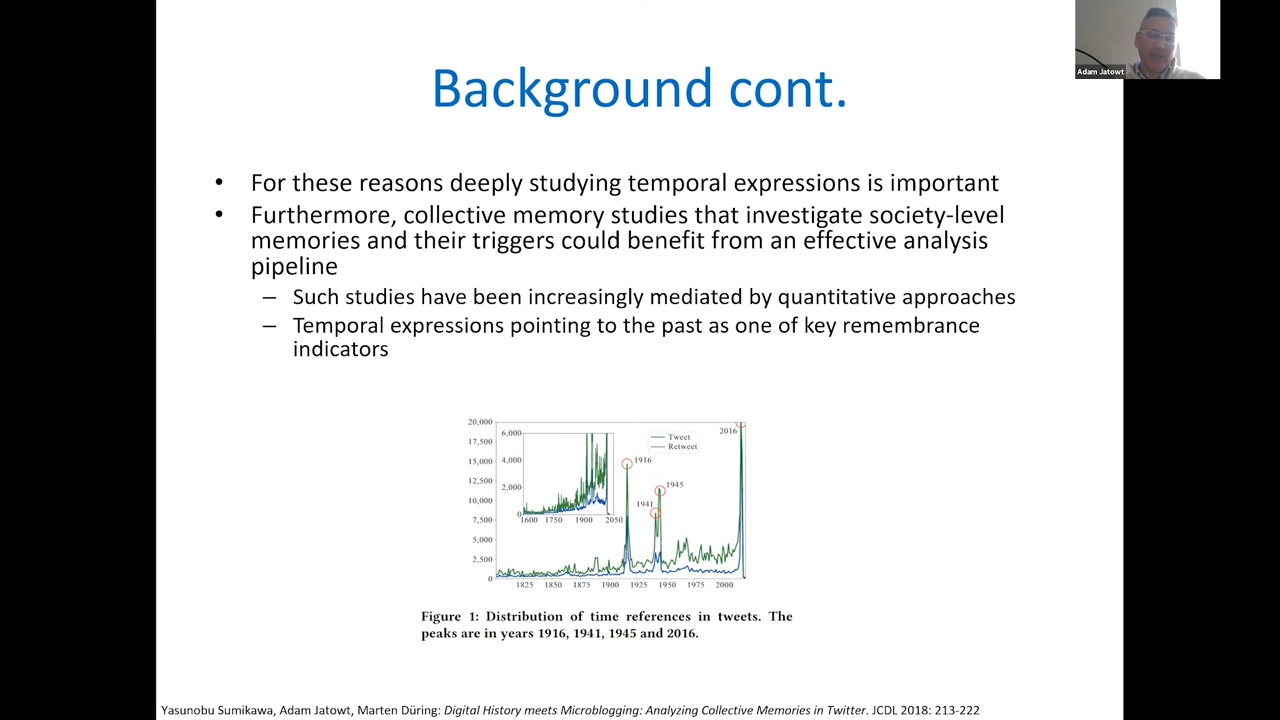 Adam Jatowt
Background cont.
• For these reasons deeply studying temporal expressions is important
• Furthermore, collective memory studies that investigate society-level
memories and their triggers could benefit from an effective analysis
pipeline
– Such studies have been increasingly mediated by quantitative approaches
– Temporal expressions pointing to the past as one of key remembrance
indicators
20,000
17,500
15,000
12,500
10,000
7,500
5,000
2,500
0
6,000
4,000
2,000
0
1600 1750 1900 2050
Tweet
Retweet
1916
1941
1945
2016
1825 1850 1875 1900 1925 1950 1975 2000
Figure 1: Distribution of time references in tweets. The
peaks are in years 1916, 1941, 1945 and 2016.
Yasunobu Sumikawa, Adam Jatowt, Marten Düring: Digital History meets Microblogging: Analyzing Collective Memories in Twitter. JCDL 2018: 213-222